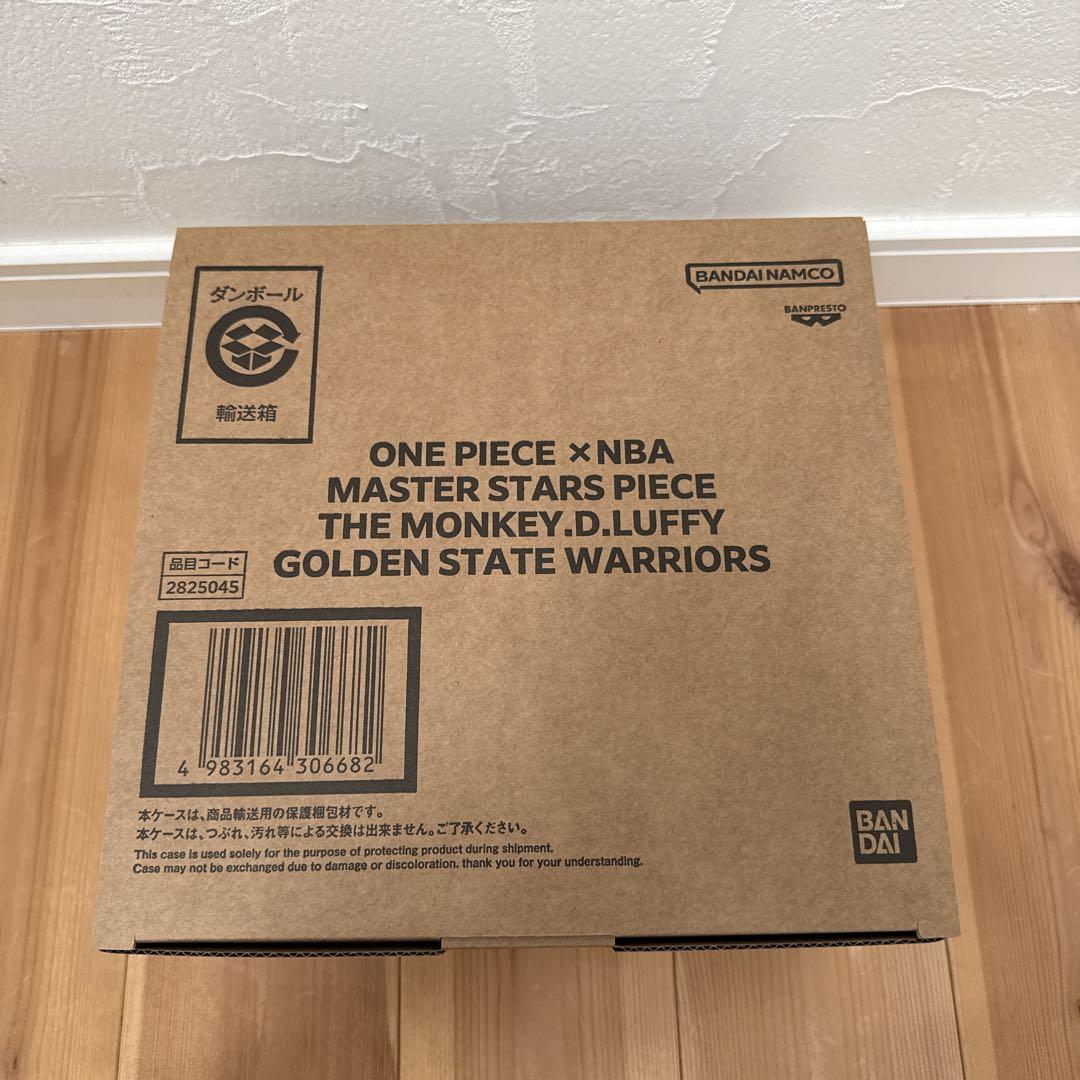 ダンボール
輸送箱
BANDAI NAMCO
BANPRESTO
ONE PIECE × NBA
MASTER STARS PIECE
THE MONKEY.D.LUFFY
GOLDEN STATE WARRIORS
品目コード
2825045
4 983164 306682
本ケースは、商品輸送用の保護梱包材です。
本ケースは、つぶれ、汚れ等による交換は出来ません。ご了承ください。
This case is used solely for the purpose of protecting product during shipment.
Case may not be exchanged due to damage or discoloration. thank you for your understanding.
BAN
DAI